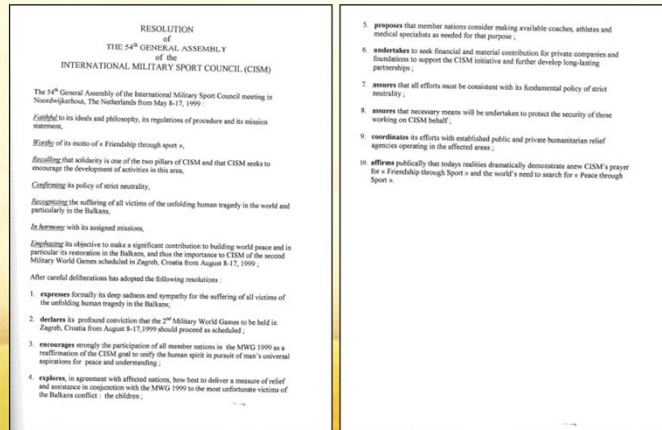 RESOLUTION
of
THE 54th GENERAL ASSEMBLY
of the
INTERNATIONAL MILITARY SPORT COUNCIL (CISM)
The 54th General Assembly of the International Military Sport Council meeting in
Noordwijkerhout, The Netherlands from May 8-17, 1999 :
Faithful to its ideals and philosophy, its regulations of procedure and its mission
statement,
Worthy of its motto of « Friendship through sport »,
Recalling that solidarity is one of the two pillars of CISM and that CISM seeks to
encourage the development of activities in this area,
Confirming its policy of strict neutrality,
Recognizing the suffering of all victims of the unfolding human tragedy in the world and
particularly in the Balkans,
In harmony with its assigned missions,
Emphasing its objective to make a significant contribution to building world peace and in
particular its restoration in the Balkans, and thus the importance to CISM of the second
Military World Games scheduled in Zagreb, Croatia from August 8-17, 1999 ;
After careful deliberations has adopted the following resolutions :
1. expresses formally its deep sadness and sympathy for the suffering of all victims of
the unfolding human tragedy in the Balkans;
2. declares its profound conviction that the 2nd Military World Games to be held in
Zagreb, Croatia from August 8-17,1999 should proceed as scheduled ;
3. encourages strongly the participation of all member nations in the MWG 1999 as a
reaffirmation of the CISM goal to unify the human spirit in pursuit of man's universal
aspirations for peace and understanding ;
4. explores, in agreement with affected nations, how best to deliver a measure of relief
and assistance in conjunction with the MWG 1999 to the most unfortunate victims of
the Balkans conflict : the children ;
5. proposes that member nations consider making available coaches, athletes and
medical specialists as needed for that purpose ;
6. undertakes to seek financial and material contribution for private companies and
foundations to support the CISM initiative and further develop long-lasting
partnerships ;
7. assures that all efforts must be consistent with its fundamental policy of strict
neutrality ;
8. assures that necessary means will be undertaken to protect the security of those
working on CISM behalf ;
9. coordinates its efforts with established public and private humanitarian relief
agencies operating in the affected areas ;
10. affirms publically that todays realities dramatically demonstrate anew CISM's prayer
for « Friendship through Sport » and the world's need to search for « Peace through
Sport ».